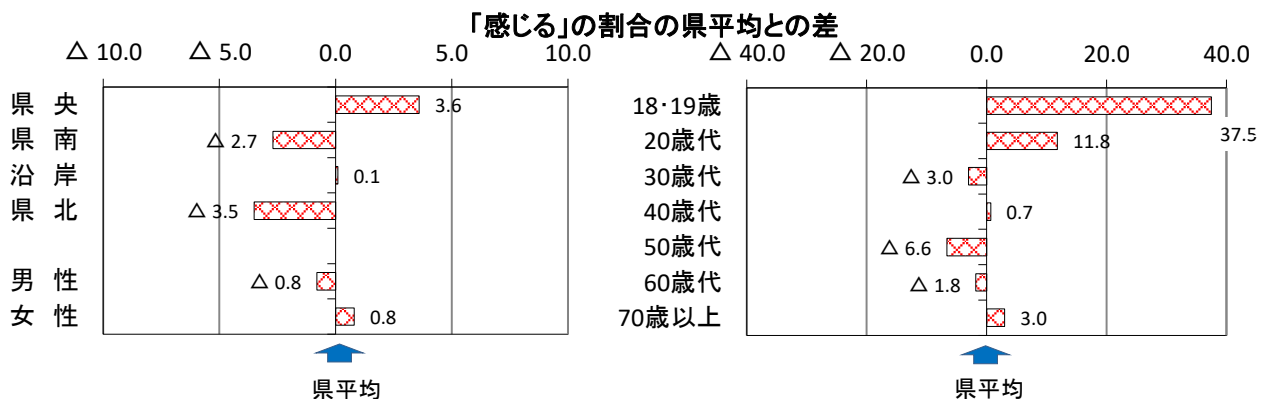 「感じる」の割合の県平均との差
△ 10.0 △ 5.0 0.0 5.0 10.0
県 央 3.6
県 南 △ 2.7
沿 岸 0.1
県 北 △ 3.5
男 性 △ 0.8
女 性 0.8
県平均
△ 40.0 △ 20.0 0.0 20.0 40.0
18・19歳 37.5
20歳代 11.8
30歳代 △ 3.0
40歳代 0.7
50歳代 △ 6.6
60歳代 △ 1.8
70歳以上 3.0
県平均